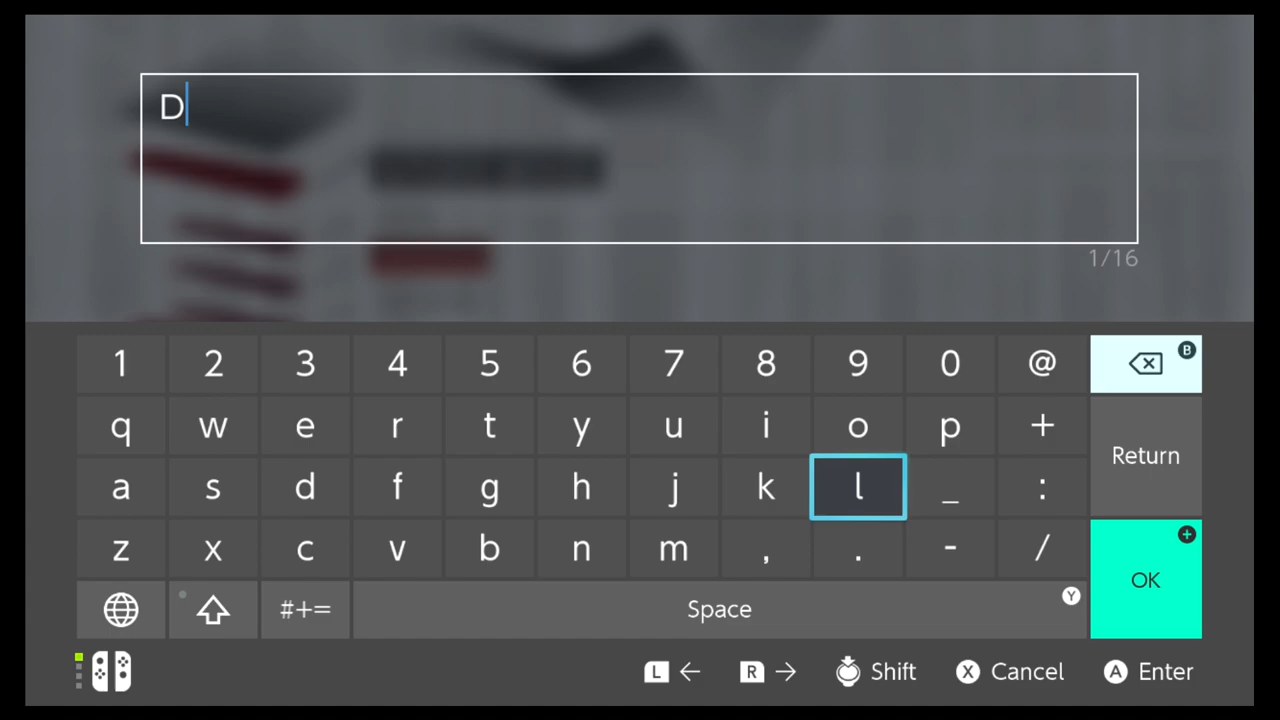 D
1/16
1 2 3 4 5 6 7 8 9 0 @ B
q w e r t y u i o p + Return
a s d f g h j k l _ :
z x c v b n m , . - / + OK
#+= Space Y
L ← R → Shift X Cancel A Enter